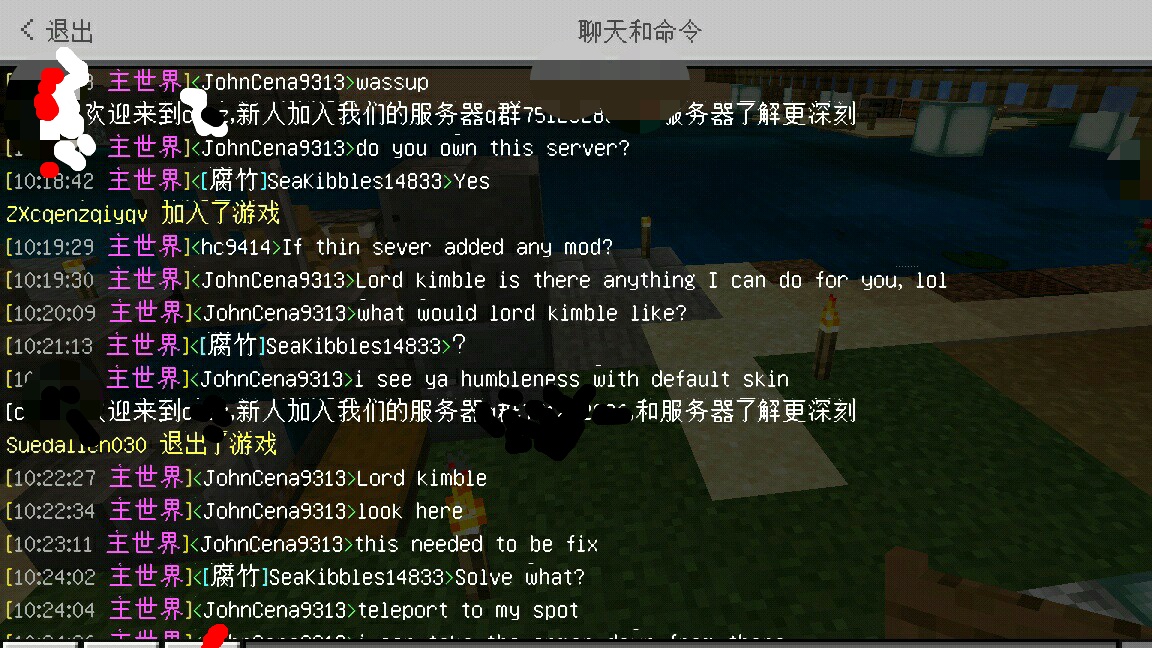 退出
聊天和命令
主世界]<JohnCena9313>wassup
欢迎来到,新人加入我们的服务器q群服务器了解更深刻
主世界]<JohnCena9313>do you own this server?
[10:18:42 主世界]<[腐竹]SeaKibbles14833>Yes
ZXcqenzqiyqv 加入了游戏
[10:19:29 主世界]<hc9414>If thin sever added any mod?
[10:19:30 主世界]<JohnCena9313>Lord kimble is there anything I can do for you, lol
[10:20:09 主世界]<JohnCena9313>what would lord kimble like?
[10:21:13 主世界]<[腐竹]SeaKibbles14833>?
主世界]<JohnCena9313>i see ya humbleness with default skin
迎来到,新人加入我们的服务器,和服务器了解更深刻
退出了游戏
[10:22:27 主世界]<JohnCena9313>Lord kimble
[10:22:34 主世界]<JohnCena9313>look here
[10:23:11 主世界]<JohnCena9313>this needed to be fix
[10:24:02 主世界]<[腐竹]SeaKibbles14833>Solve what?
[10:24:04 主世界]<JohnCena9313>teleport to my spot